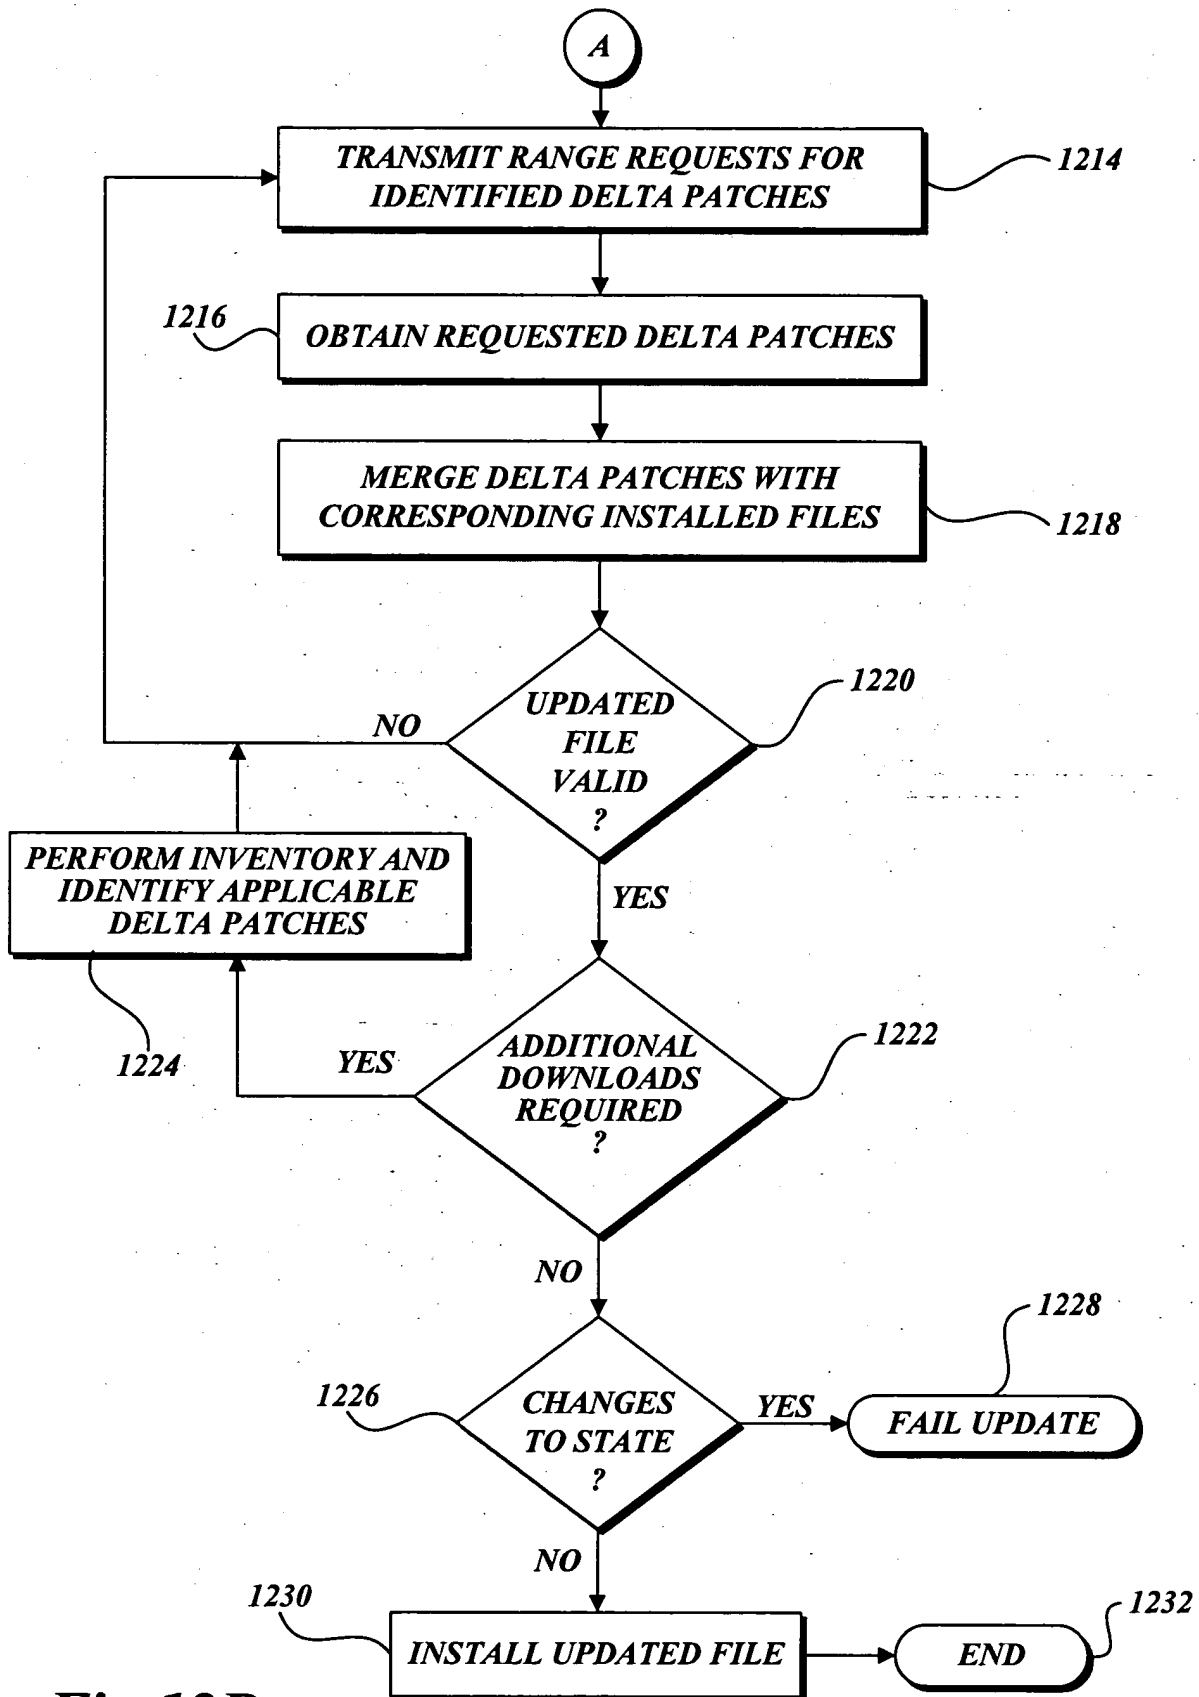 A
TRANSMIT RANGE REQUESTS FOR
IDENTIFIED DELTA PATCHES
1214
1216
OBTAIN REQUESTED DELTA PATCHES
MERGE DELTA PATCHES WITH
CORRESPONDING INSTALLED FILES
1218
UPDATED
FILE
VALID
?
1220
NO
YES
PERFORM INVENTORY AND
IDENTIFY APPLICABLE
DELTA PATCHES
1224
YES
ADDITIONAL
DOWNLOADS
REQUIRED
?
1222
NO
1226
CHANGES
TO STATE
?
YES
1228
FAIL UPDATE
NO
1230
INSTALL UPDATED FILE
END
1232